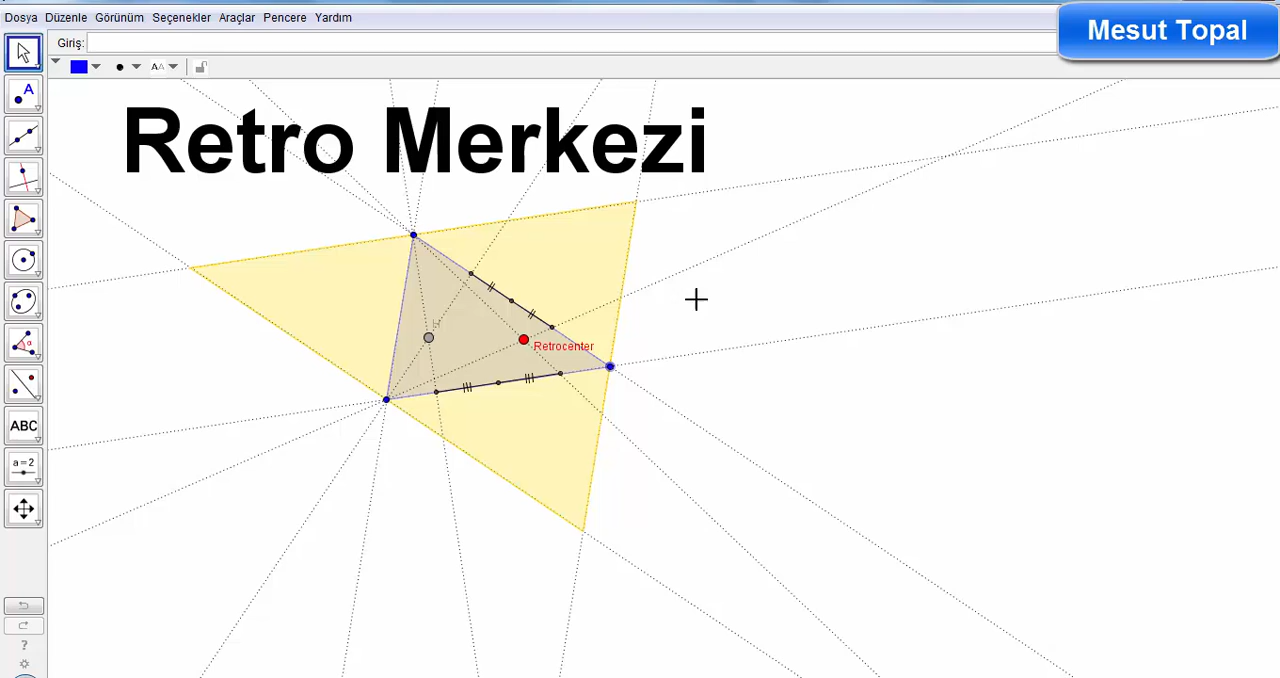 Dosya Düzenle Görünüm Seçenekler Araçlar Pencere Yardım
Mesut Topal
Giriş:
A A
A
Retro Merkezi
Retrocenter
α
ABC
a=2
?